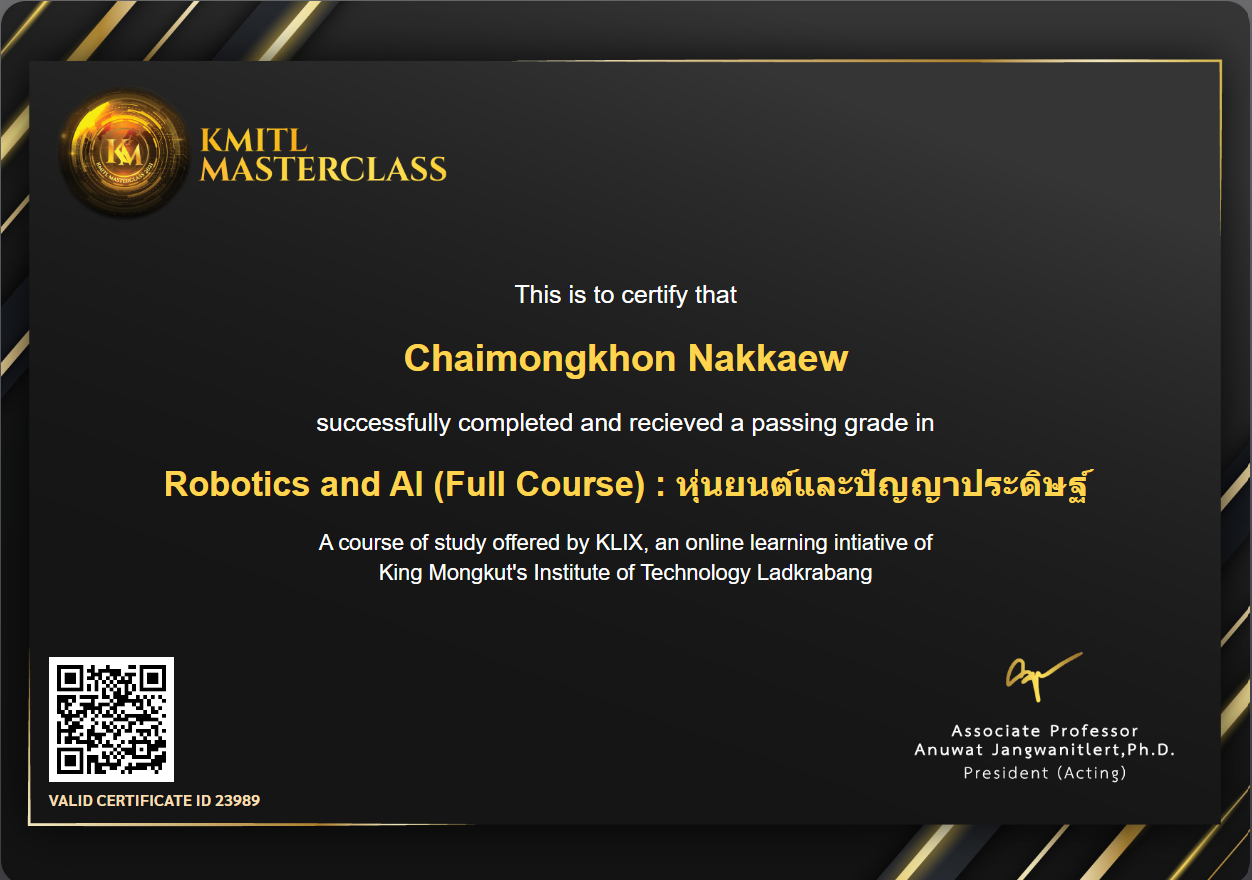 KMITL
MASTERCLASS
KM
KMITL MASTERCLASS 2021
This is to certify that
Chaimongkhon Nakkaew
successfully completed and recieved a passing grade in
Robotics and AI (Full Course) : หุ่นยนต์และปัญญาประดิษฐ์
A course of study offered by KLIX, an online learning intiative of
King Mongkut's Institute of Technology Ladkrabang
Associate Professor
Anuwat Jangwanitlert,Ph.D.
President (Acting)
VALID CERTIFICATE ID 23989